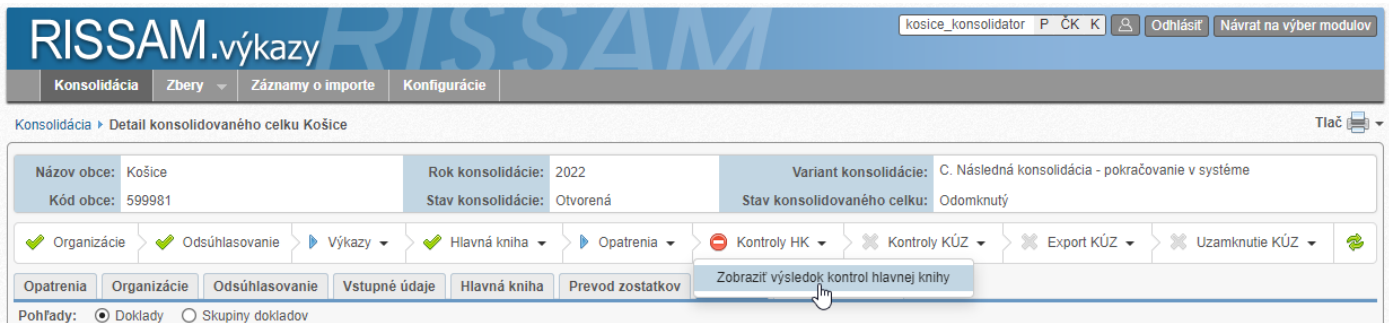 RISSAM.výkazy RISSAM kosice_konsolidator P ČK K Odhlásiť Návrat na výber modulov
Konsolidácia Zbery Záznamy o importe Konfigurácie
Konsolidácia Detail konsolidovaného celku Košice Tlač
Názov obce: Košice Rok konsolidácie: 2022 Variant konsolidácie: C. Následná konsolidácia - pokračovanie v systéme
Kód obce: 599981 Stav konsolidácie: Otvorená Stav konsolidovaného celku: Odomknutý
Organizácie Odsúhlasovanie Výkazy Hlavná kniha Opatrenia Kontroly HK Kontroly KÚZ Export KÚZ Uzamknutie KÚZ
Zobraziť výsledok kontrol hlavnej knihy
Opatrenia Organizácie Odsúhlasovanie Vstupné údaje Hlavná kniha Prevod zostatkov
Pohľady: Doklady Skupiny dokladov